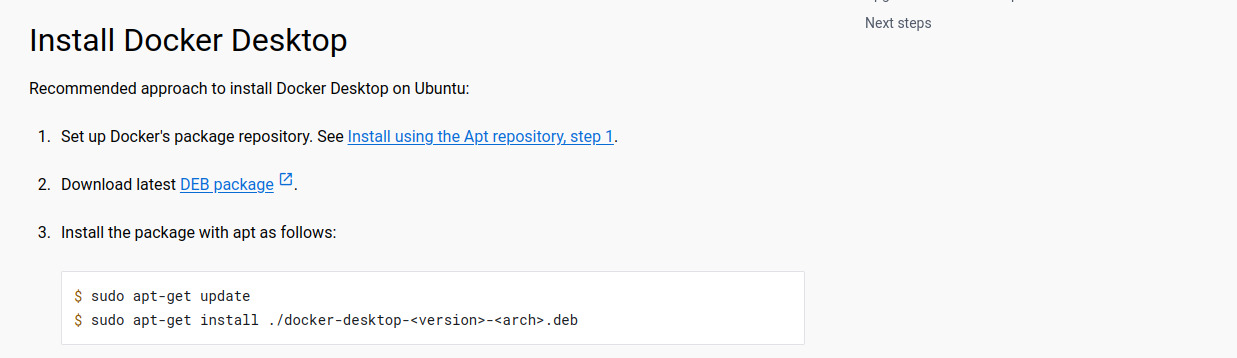 Next steps
Install Docker Desktop
Recommended approach to install Docker Desktop on Ubuntu:
1. Set up Docker's package repository. See Install using the Apt repository, step 1.
2. Download latest DEB package.
3. Install the package with apt as follows:
$ sudo apt-get update
$ sudo apt-get install ./docker-desktop-<version>-<arch>.deb